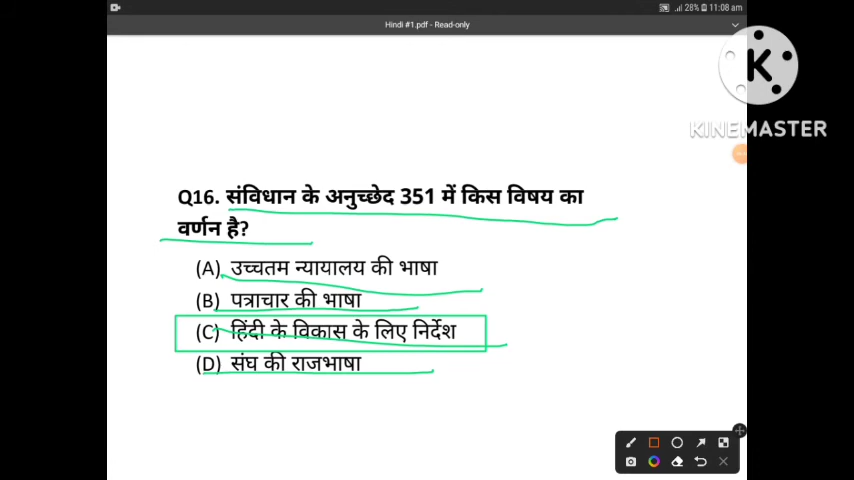 28% 11:08 am
Hindi #1.pdf - Read-only
K
KINEMASTER
Q16. संविधान के अनुच्छेद 351 में किस विषय का
वर्णन है?
(A) उच्चतम न्यायालय की भाषा
(B) पत्राचार की भाषा
(C) हिंदी के विकास के लिए निर्देश
(D) संघ की राजभाषा